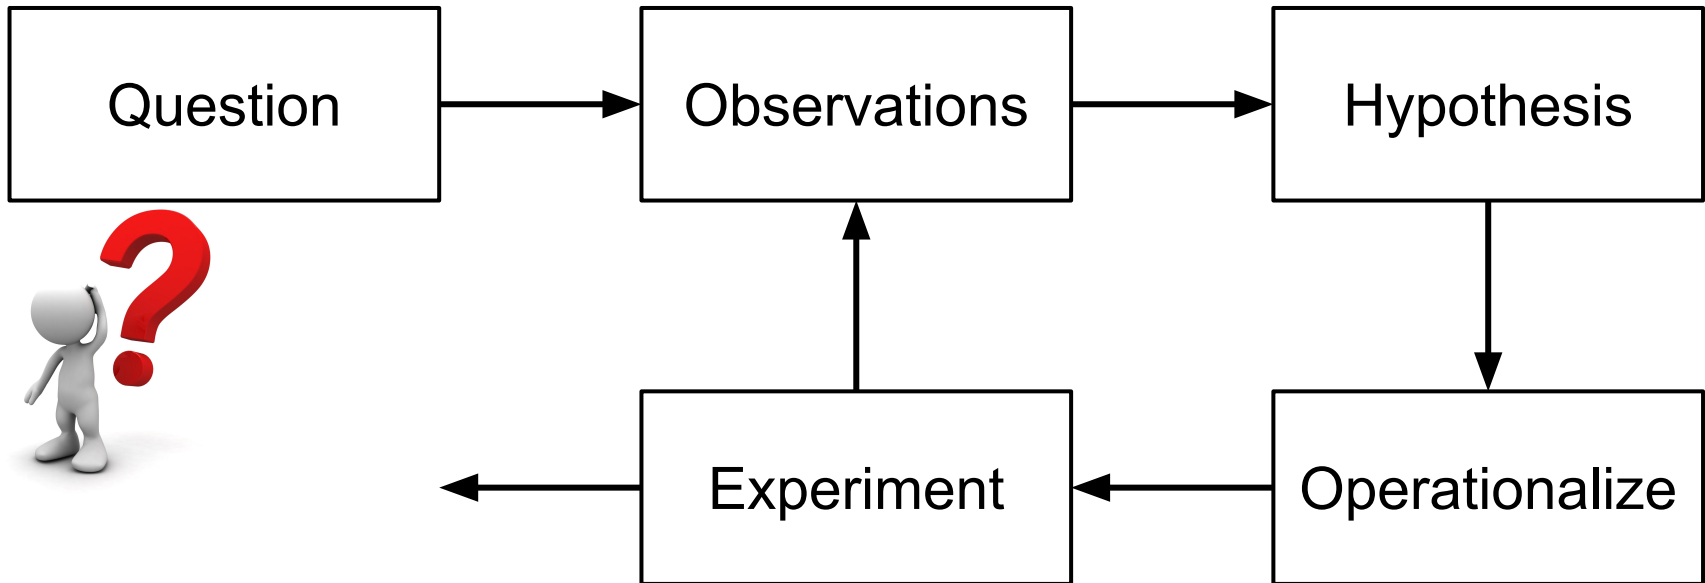 Question
Observations
Hypothesis
Experiment
Operationalize